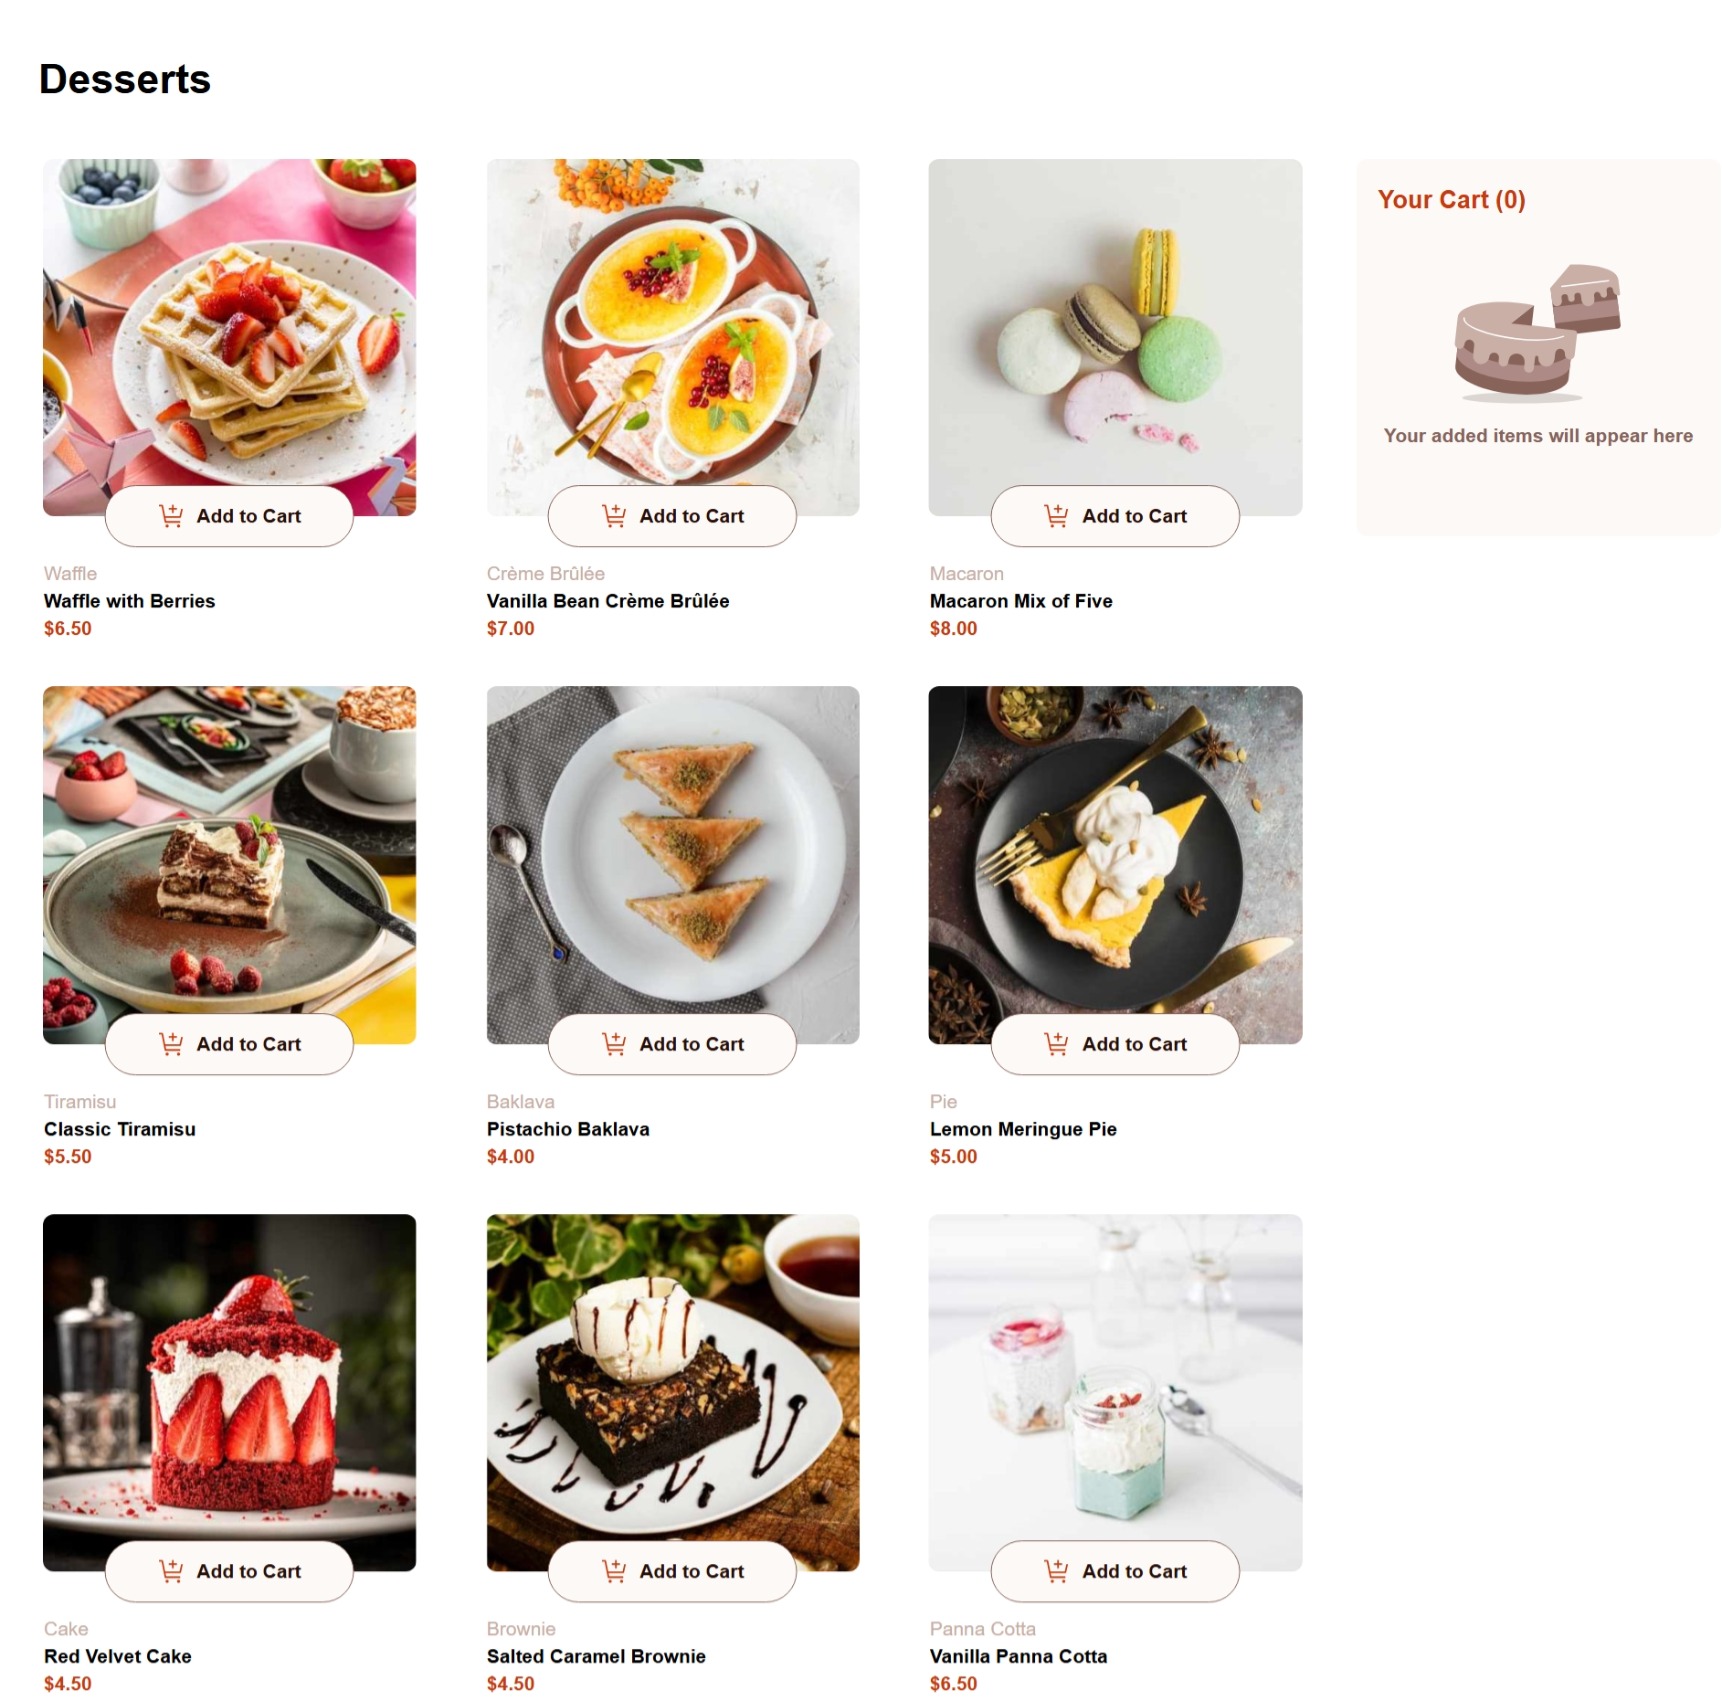 Desserts
Your Cart (0)
Your added items will appear here
Add to Cart
Waffle
Waffle with Berries
$6.50
Add to Cart
Crème Brûlée
Vanilla Bean Crème Brûlée
$7.00
Add to Cart
Macaron
Macaron Mix of Five
$8.00
Add to Cart
Tiramisu
Classic Tiramisu
$5.50
Add to Cart
Baklava
Pistachio Baklava
$4.00
Add to Cart
Pie
Lemon Meringue Pie
$5.00
Add to Cart
Cake
Red Velvet Cake
$4.50
Add to Cart
Brownie
Salted Caramel Brownie
$4.50
Add to Cart
Panna Cotta
Vanilla Panna Cotta
$6.50